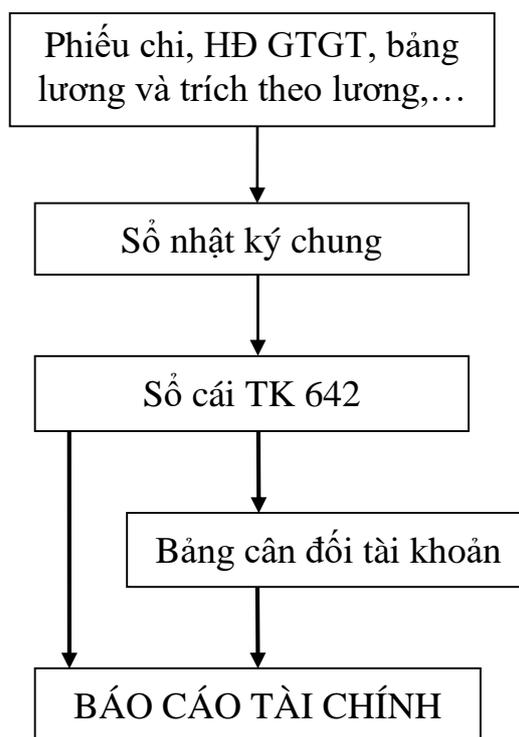 Phiếu chi, HĐ GTGT, bảng
lương và trích theo lương,…
Sổ nhật ký chung
Sổ cái TK 642
Bảng cân đối tài khoản
BÁO CÁO TÀI CHÍNH